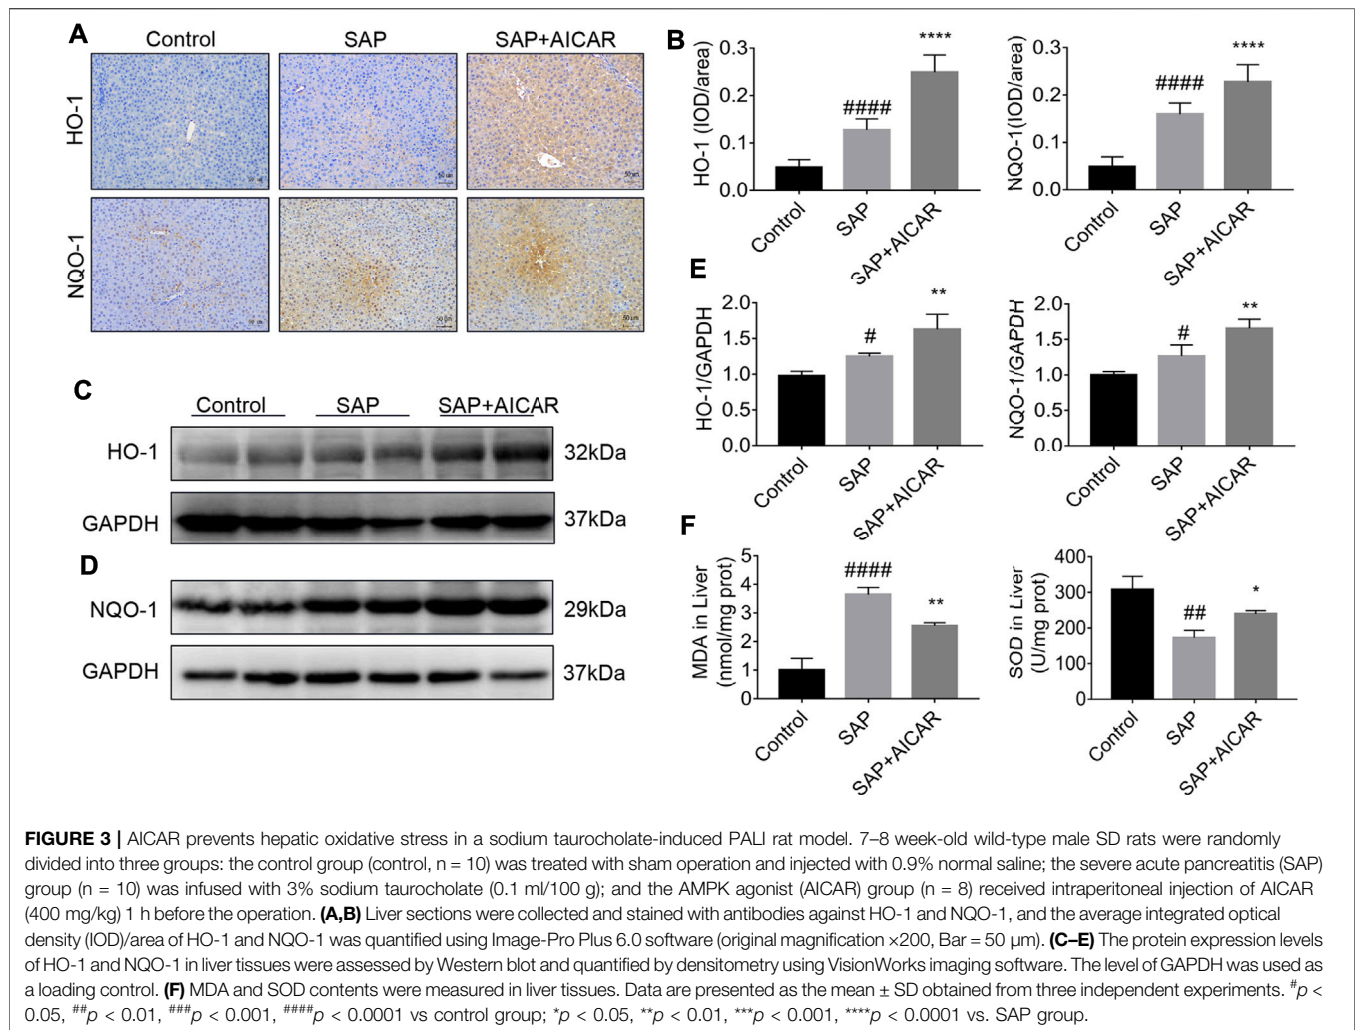 A
Control
SAP
SAP+AICAR
HO-1
50 um
50 um
50 um
NQO-1
50 um
50 um
50 um
B
HO-1 (IOD/area)
0.3
0.2
0.1
0.0
####
****
Control
SAP
SAP+AICAR
NQO-1(IOD/area)
0.3
0.2
0.1
0.0
####
****
Control
SAP
SAP+AICAR
C
Control
SAP
SAP+AICAR
HO-1
32kDa
GAPDH
37kDa
D
NQO-1
29kDa
GAPDH
37kDa
E
HO-1/GAPDH
2.0
1.5
1.0
0.5
0.0
#
**
Control
SAP
SAP+AICAR
NQO-1/GAPDH
2.0
1.5
1.0
0.5
0.0
#
**
Control
SAP
SAP+AICAR
F
MDA in Liver
(nmol/mg prot)
5
4
3
2
1
0
####
**
Control
SAP
SAP+AICAR
SOD in Liver
(U/mg prot)
400
300
200
100
0
##
*
Control
SAP
SAP+AICAR
FIGURE 3 | AICAR prevents hepatic oxidative stress in a sodium taurocholate-induced PALI rat model. 7–8 week-old wild-type male SD rats were randomly
divided into three groups: the control group (control, n = 10) was treated with sham operation and injected with 0.9% normal saline; the severe acute pancreatitis (SAP)
group (n = 10) was infused with 3% sodium taurocholate (0.1 ml/100 g); and the AMPK agonist (AICAR) group (n = 8) received intraperitoneal injection of AICAR
(400 mg/kg) 1 h before the operation. (A,B) Liver sections were collected and stained with antibodies against HO-1 and NQO-1, and the average integrated optical
density (IOD)/area of HO-1 and NQO-1 was quantified using Image-Pro Plus 6.0 software (original magnification ×200, Bar = 50 μm). (C–E) The protein expression levels
of HO-1 and NQO-1 in liver tissues were assessed by Western blot and quantified by densitometry using VisionWorks imaging software. The level of GAPDH was used as
a loading control. (F) MDA and SOD contents were measured in liver tissues. Data are presented as the mean ± SD obtained from three independent experiments. #p <
0.05, ##p < 0.01, ###p < 0.001, ####p < 0.0001 vs control group; *p < 0.05, **p < 0.01, ***p < 0.001, ****p < 0.0001 vs. SAP group.